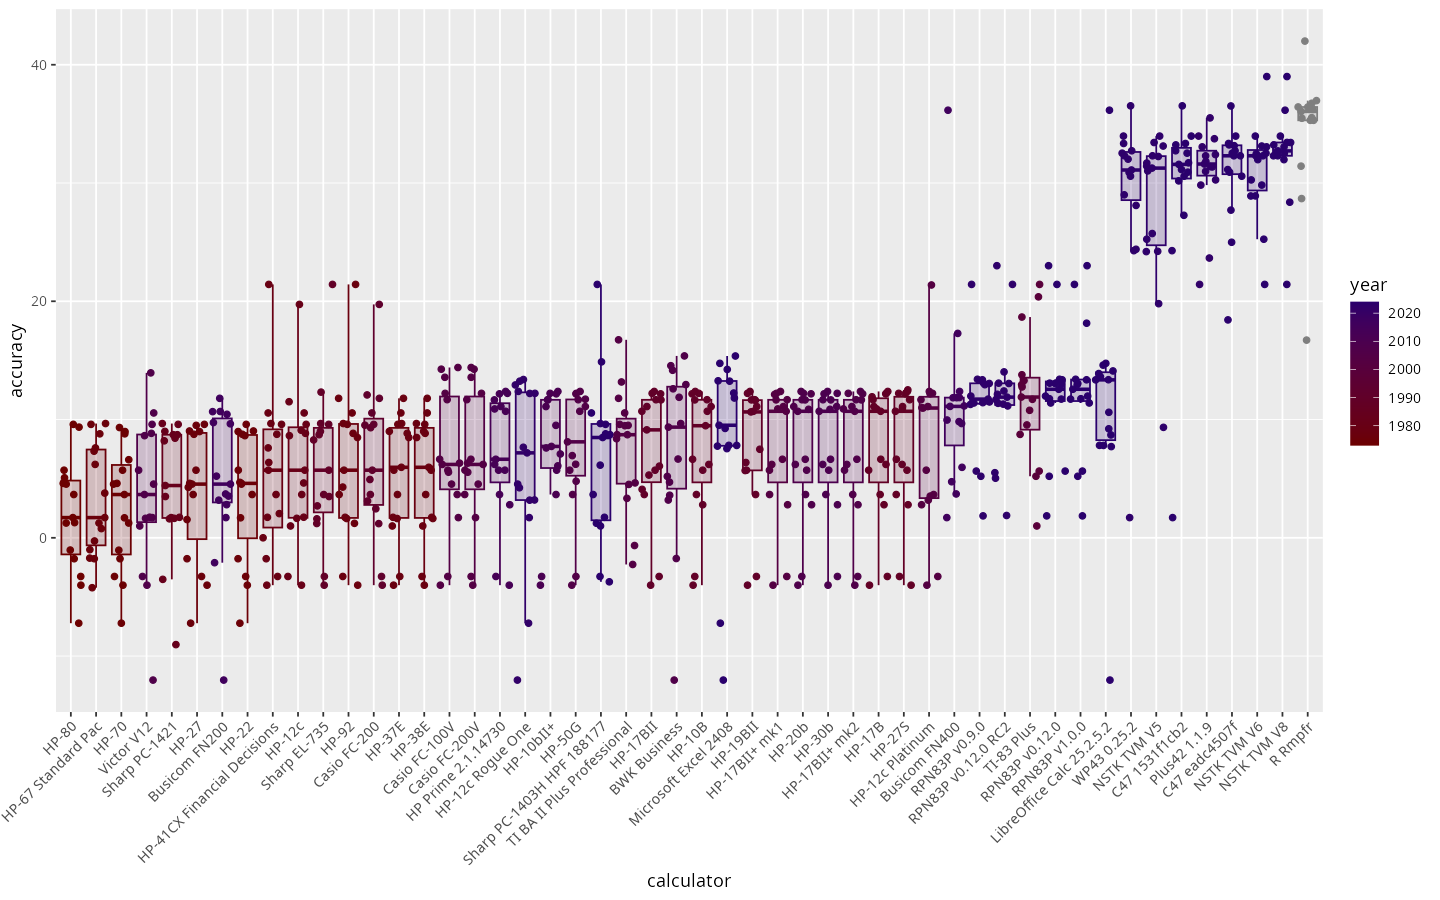 40
20
0
accuracy
HP-80
HP-67 Standard Pac
HP-70
Victor V12
Sharp PC-1421
HP-27
Busicom FN200
HP-22
HP-41CX Financial Decisions
HP-12c
Sharp EL-735
HP-92
Casio FC-200
HP-37E
HP-38E
Casio FC-100V
Casio FC-200V
HP Prime 2.1.14730
HP-12c Rogue One
HP-10bII+
HP-50G
Sharp PC-1403H HPF 188177
TI BA II Plus Professional
HP-17BII
BWK Business
HP-10B
Microsoft Excel 2408
HP-19BII
HP-17BII+ mk1
HP-20b
HP-30b
HP-17BII+ mk2
HP-17B
HP-27S
HP-12c Platinum
Busicom FN400
RPN83P v0.9.0
RPN83P v0.12.0 RC2
TI-83 Plus
RPN83P v0.12.0
RPN83P v1.0.0
LibreOffice Calc 25.2.5.2
WP43 0.25.2
NSTK TVM V5
C47 153f1cb2
Plus42 1.1.9
C47 eadc4507f
NSTK TVM V6
NSTK TVM V8
R Rmpfr
calculator
year
2020
2010
2000
1990
1980